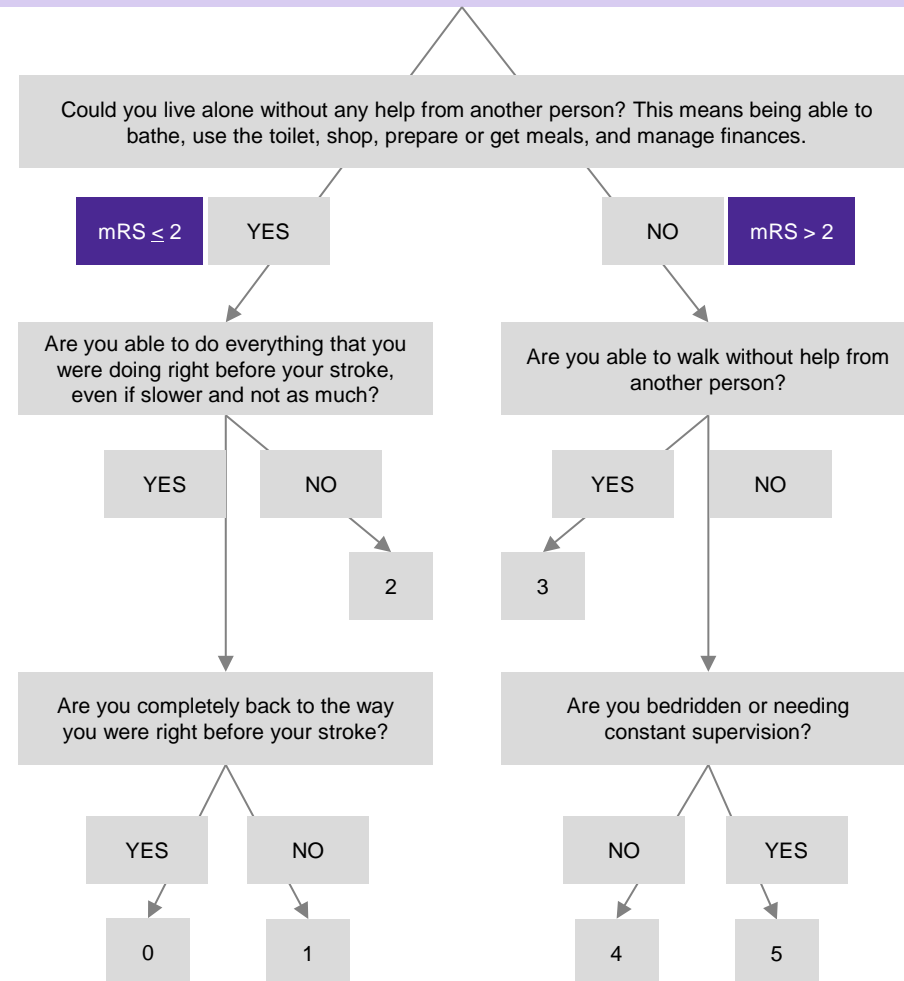 Could you live alone without any help from another person? This means being able to
bathe, use the toilet, shop, prepare or get meals, and manage finances.
mRS ≤ 2
YES
NO
mRS > 2
Are you able to do everything that you
were doing right before your stroke,
even if slower and not as much?
Are you able to walk without help from
another person?
YES
NO
YES
NO
2
3
Are you completely back to the way
you were right before your stroke?
Are you bedridden or needing
constant supervision?
YES
NO
NO
YES
0
1
4
5